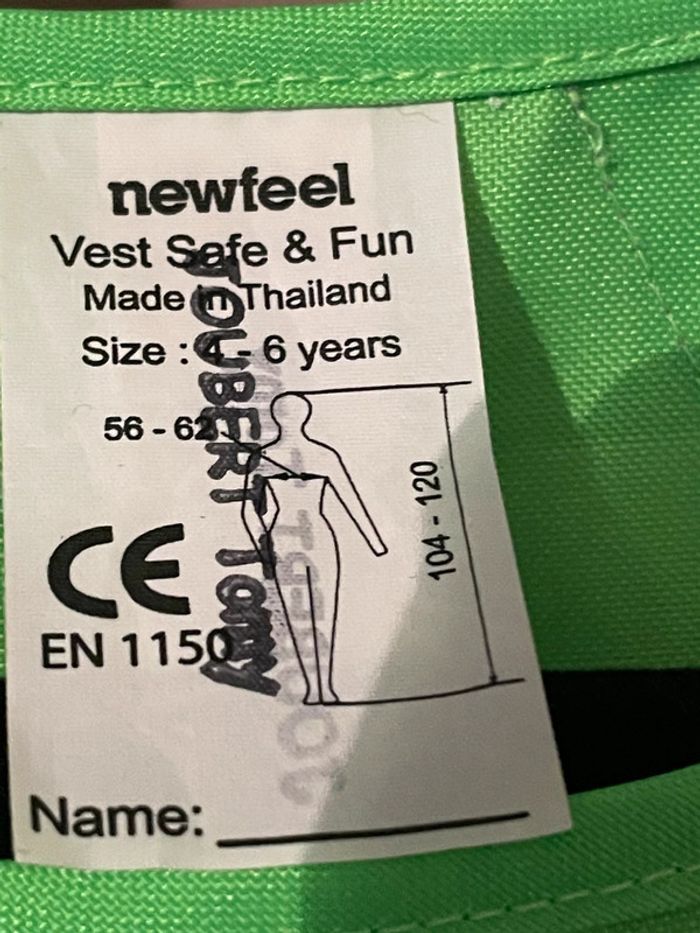 newfeel
Vest Safe & Fun
Made in Thailand
Size : 4 - 6 years
56 - 62
104 - 120
CE
EN 1150
TOUBERT
Name: